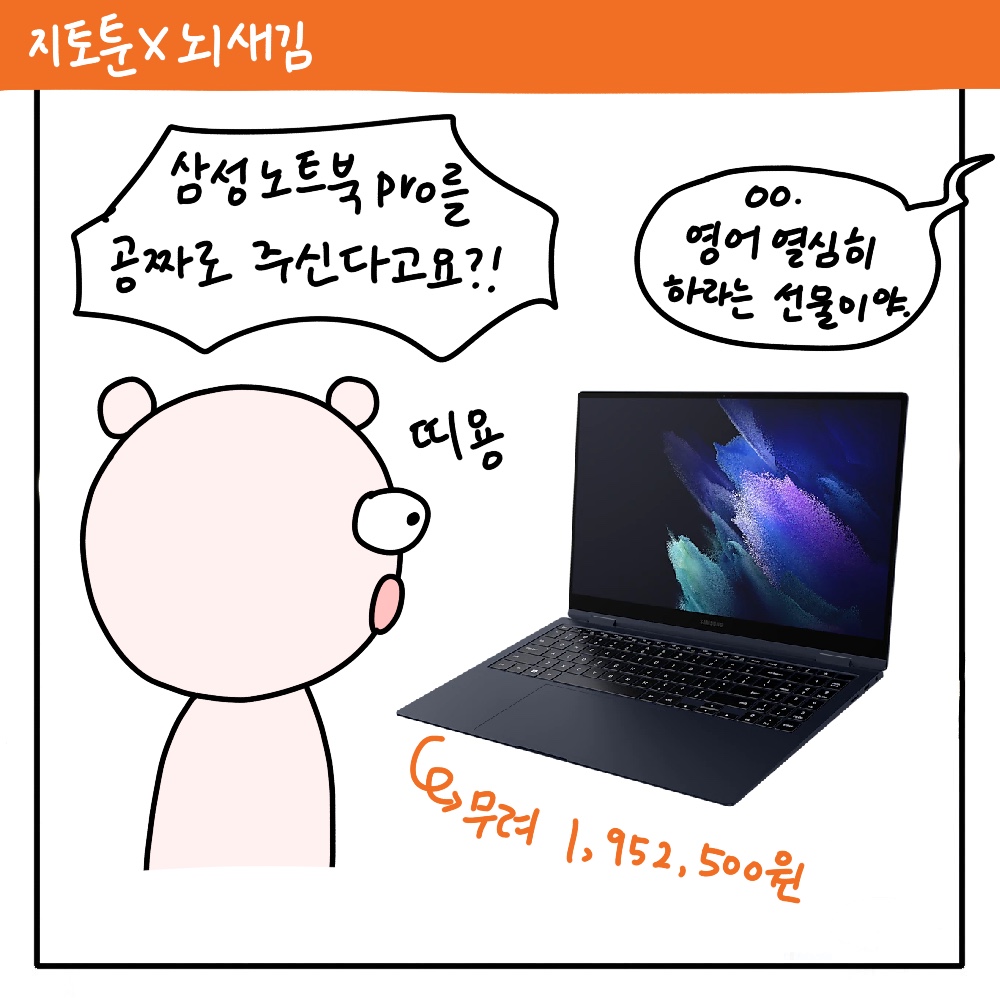 지토툰 X 뇌새김
삼성 노트북 pro를
공짜로 주신다고요?!
OO.
영어 열심히
하라는 선물이야.
띠용
SAMSUNG
무려 1,952,500원